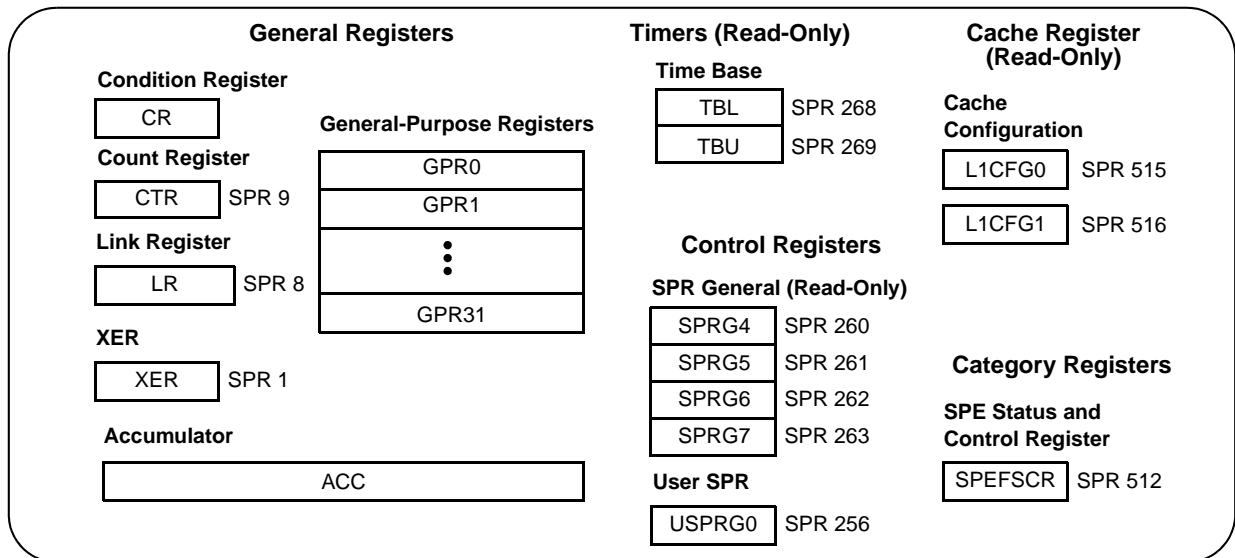 General Registers
Condition Register
CR
Count Register
CTR SPR 9
Link Register
LR SPR 8
XER
XER SPR 1
General-Purpose Registers
GPR0
GPR1
GPR31
Accumulator
ACC
Timers (Read-Only)
Time Base
TBL SPR 268
TBU SPR 269
Control Registers
SPR General (Read-Only)
SPRG4 SPR 260
SPRG5 SPR 261
SPRG6 SPR 262
SPRG7 SPR 263
User SPR
USPRG0 SPR 256
Cache Register
(Read-Only)
Cache
Configuration
L1CFG0 SPR 515
L1CFG1 SPR 516
Category Registers
SPE Status and
Control Register
SPEFSCR SPR 512